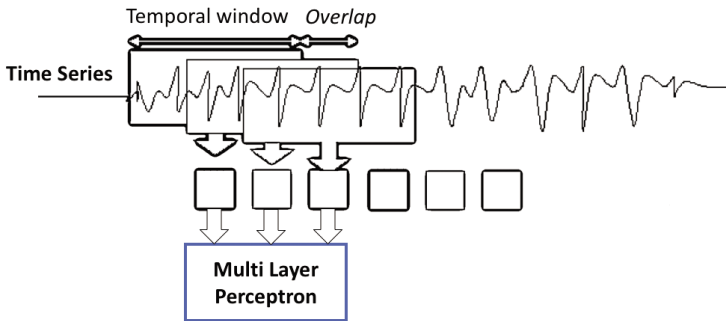 Temporal window Overlap
Time Series
Multi Layer
Perceptron